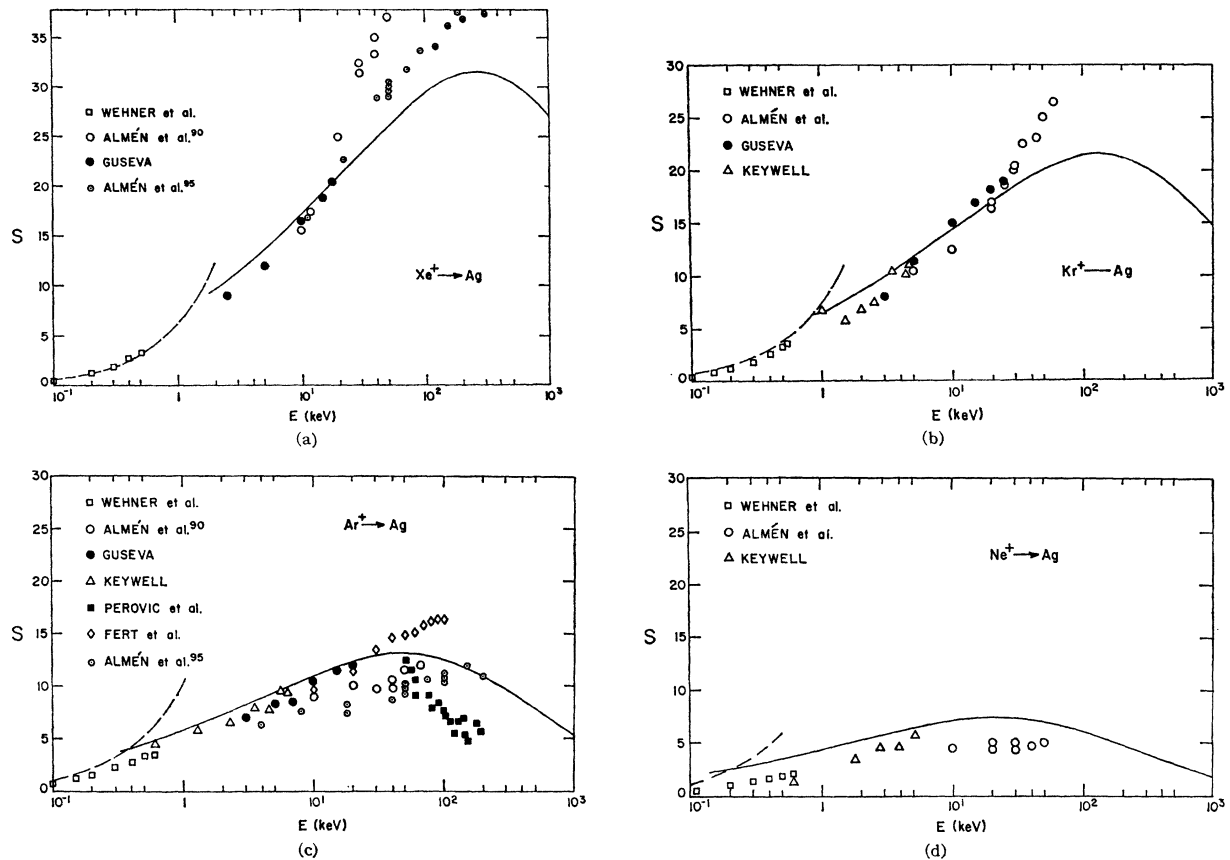 35
30
25
20
15
10
5
0
S
□ WEHNER et al.
○ ALMÉN et al.⁹⁰
● GUSEVA
⊙ ALMÉN et al.⁹⁵
Xe⁺→Ag
10⁻¹ 1 10 10² 10³
E (keV)
(a)
30
25
20
15
10
5
0
S
□ WEHNER et al.
○ ALMÉN et al.
● GUSEVA
△ KEYWELL
Kr⁺—Ag
10⁻¹ 1 10 10² 10³
E (keV)
(b)
30
25
20
15
10
5
0
S
□ WEHNER et al.
○ ALMÉN et al.⁹⁰
● GUSEVA
△ KEYWELL
■ PEROVIC et al.
◇ FERT et al.
⊙ ALMÉN et al.⁹⁵
Ar⁺→Ag
10⁻¹ 1 10 10² 10³
E (keV)
(c)
30
25
20
15
10
5
0
S
□ WEHNER et al.
○ ALMÉN et al.
△ KEYWELL
Ne⁺→Ag
10⁻¹ 1 10 10² 10³
E (keV)
(d)